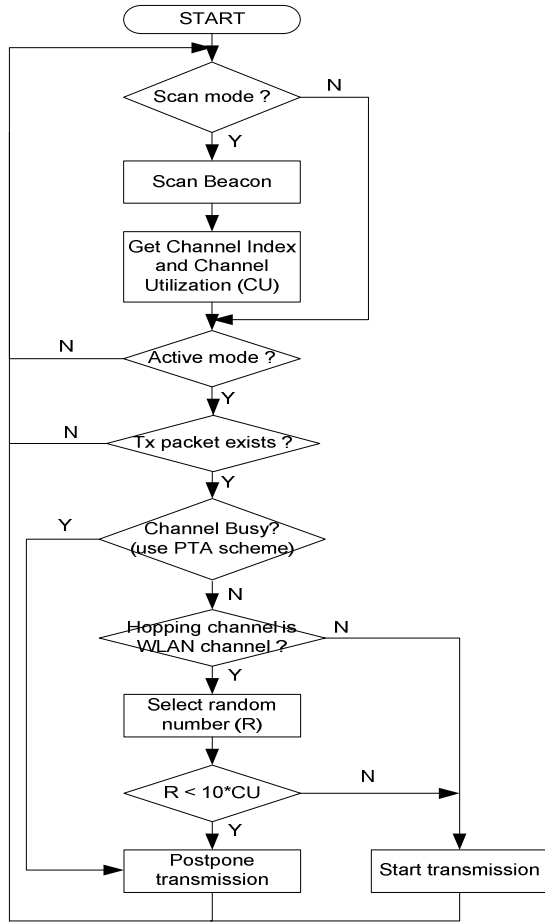 START
Scan mode ?
N
Y
Scan Beacon
Get Channel Index
and Channel
Utilization (CU)
N
Active mode ?
Y
N
Tx packet exists ?
Y
Y
Channel Busy?
(use PTA scheme)
N
Hopping channel is
WLAN channel ?
N
Y
Select random
number (R)
R < 10*CU
N
Y
Postpone
transmission
Start transmission